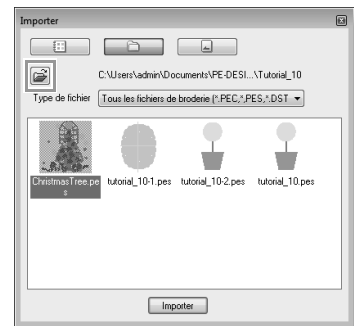 Importer
C:\Users\admin\Documents\PE-DESI...\Tutorial_10
Type de fichier
Tous les fichiers de broderie (*.PEC,*.PES,*.DST
ChristmasTree.pe
s
tutorial_10-1.pes
tutorial_10-2.pes
tutorial_10.pes
Importer